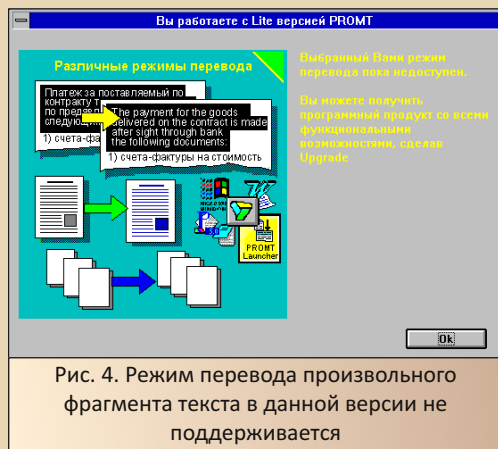 Вы работаете с Lite версией PROMT
Различные режимы перевода
Платеж за поставляемый по
контракту т
по предъяв
следующи
1) счета-фа
The payment for the goods
delivered on the contract is made
after sight through bank
the following documents:
1) счета-фактуры на стоимость
PROMT
Launcher
Выбранный Вами режим
перевода пока недоступен.
Вы можете получить
программный продукт со всеми
функциональными
возможностями, сделав
Upgrade
Ok
Рис. 4. Режим перевода произвольного
фрагмента текста в данной версии не
поддерживается